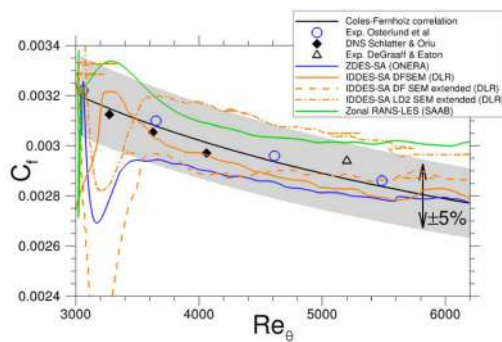 Coles-Fernholz correlation
Exp. Osterlund et al
DNS Schlatter & Orlu
Exp. DeGraaff & Eaton
ZDES-SA (ONERA)
IDDES-SA DFSEM (DLR)
IDDES-SA DF SEM extended (DLR)
IDDES-SA LD2 SEM extended (DLR)
Zonal RANS-LES (SAAB)
0.0034
0.0032
0.003
0.0028
0.0026
0.0024
Cf
±5%
3000
4000
5000
6000
Reθ